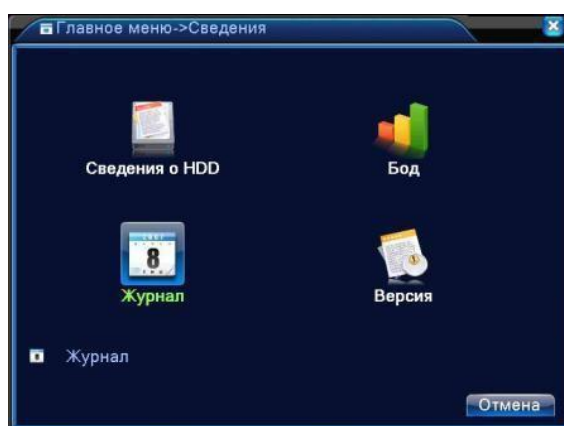 Главное меню->Сведения
Сведения о HDD
Бод
8
Журнал
Версия
Журнал
Отмена